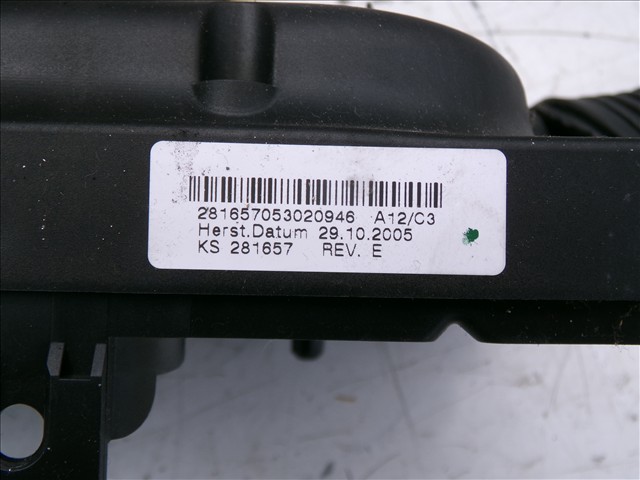 281657053020946 A12/C3
Herst.Datum 29.10.2005
KS 281657 REV. E